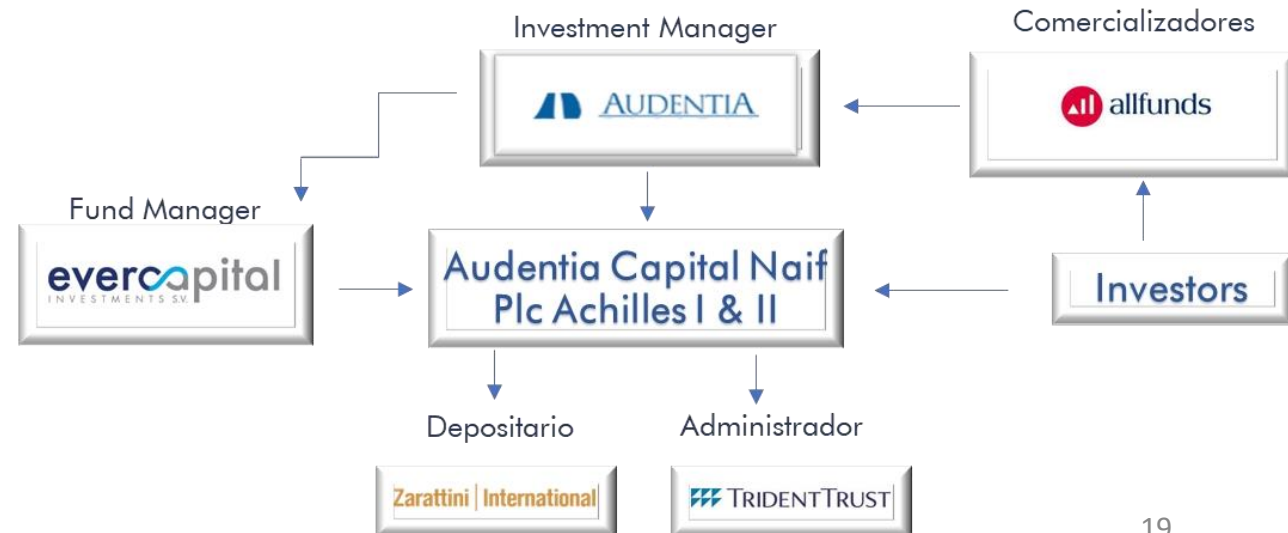 Investment Manager
AUDENTIA
Comercializadores
allfunds
Fund Manager
evercapital
INVESTMENTS S.V.
Audentia Capital Naif
Plc Achilles I & II
Investors
Depositario
Zarattini | International
Administrador
TRIDENTTRUST
19